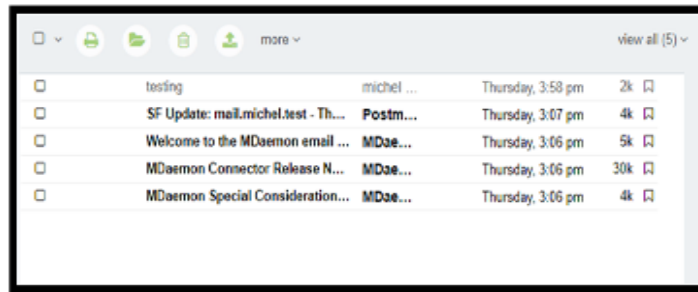 more view all (5)
testing michel ... Thursday, 3:58 pm 2k
SF Update: mail.michel.test - Th... Postm... Thursday, 3:07 pm 4k
Welcome to the MDaemon email ... MDae... Thursday, 3:06 pm 5k
MDaemon Connector Release N... MDae... Thursday, 3:06 pm 30k
MDaemon Special Consideration... MDae... Thursday, 3:06 pm 4k